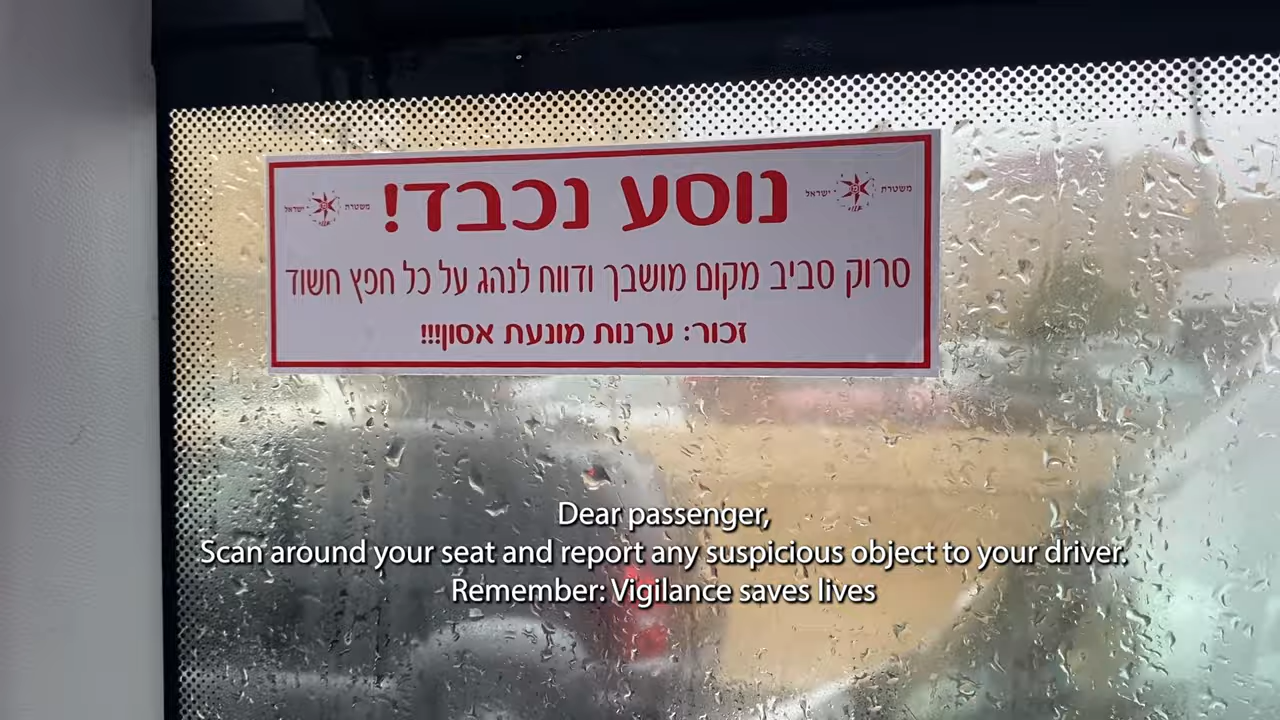 נוסע נכבד!
משטרת ישראל
משטרת ישראל
סרוק סביב מקום מושבך ודווח לנהג על כל חפץ חשוד
זכור: ערנות מונעת אסון!!!
Dear passenger,
Scan around your seat and report any suspicious object to your driver.
Remember: Vigilance saves lives